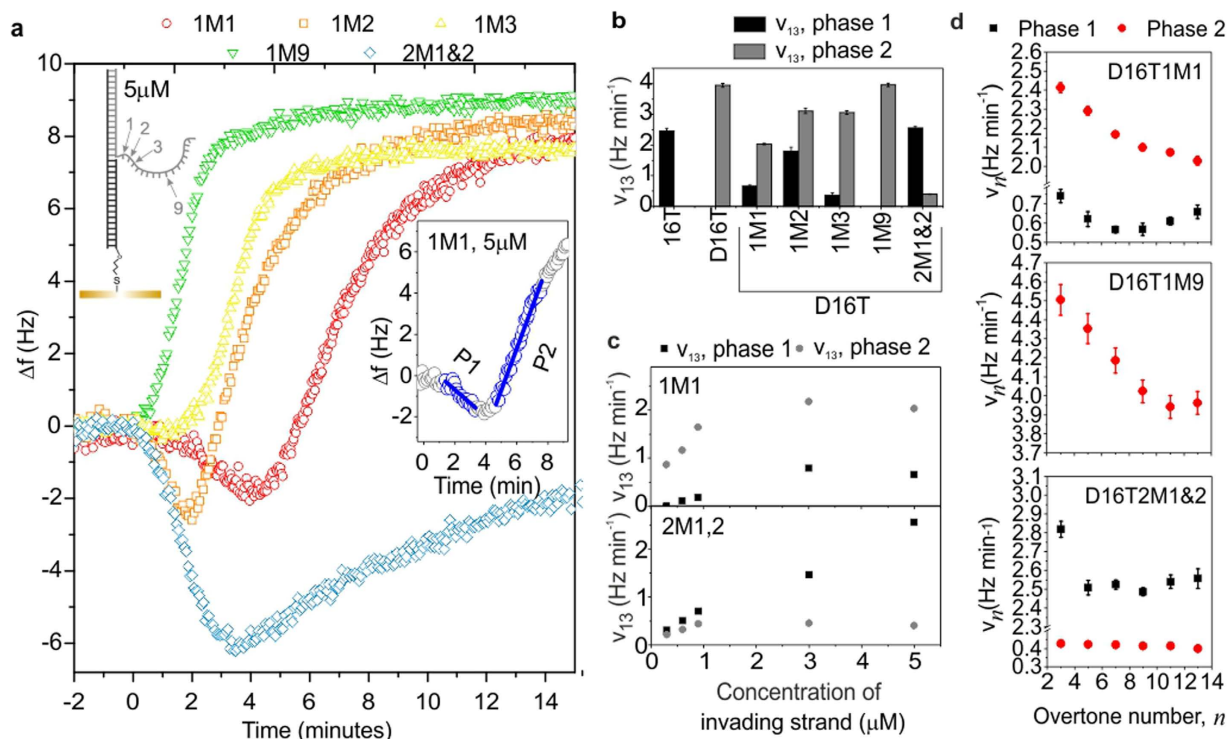 a
1M1 1M2 1M3
1M9 2M1&2
10
8
6
4
2
0
-2
-4
-6
Δf (Hz)
5μM
1
2
3
9
s
1M1, 5μM
6
4
2
0
-2
Δf (Hz)
P1
P2
0 2 4 6 8
Time (min)
-2 0 2 4 6 8 10 12 14
Time (minutes)
b
v13, phase 1
v13, phase 2
4
3
2
1
0
v13 (Hz min-1)
16T
D16T
1M1
1M2
1M3
1M9
2M1&2
D16T
c
v13, phase 1 v13, phase 2
1M1
2
1
0
v13 (Hz min-1)
2M1,2
2
1
0
v13 (Hz min-1)
0 1 2 3 4 5
Concentration of
invading strand (μM)
d
Phase 1 Phase 2
D16T1M1
2.6
2.5
2.4
2.3
2.2
2.1
2.0
0.7
0.6
0.5
vn(Hz min-1)
D16T1M9
4.7
4.6
4.5
4.4
4.3
4.2
4.1
4.0
3.9
3.8
3.7
vn(Hz min-1)
D16T2M1&2
3.1
3.0
2.9
2.8
2.7
2.6
2.5
2.4
2.3
0.4
0.3
vn(Hz min-1)
2 4 6 8 10 12 14
Overtone number, n